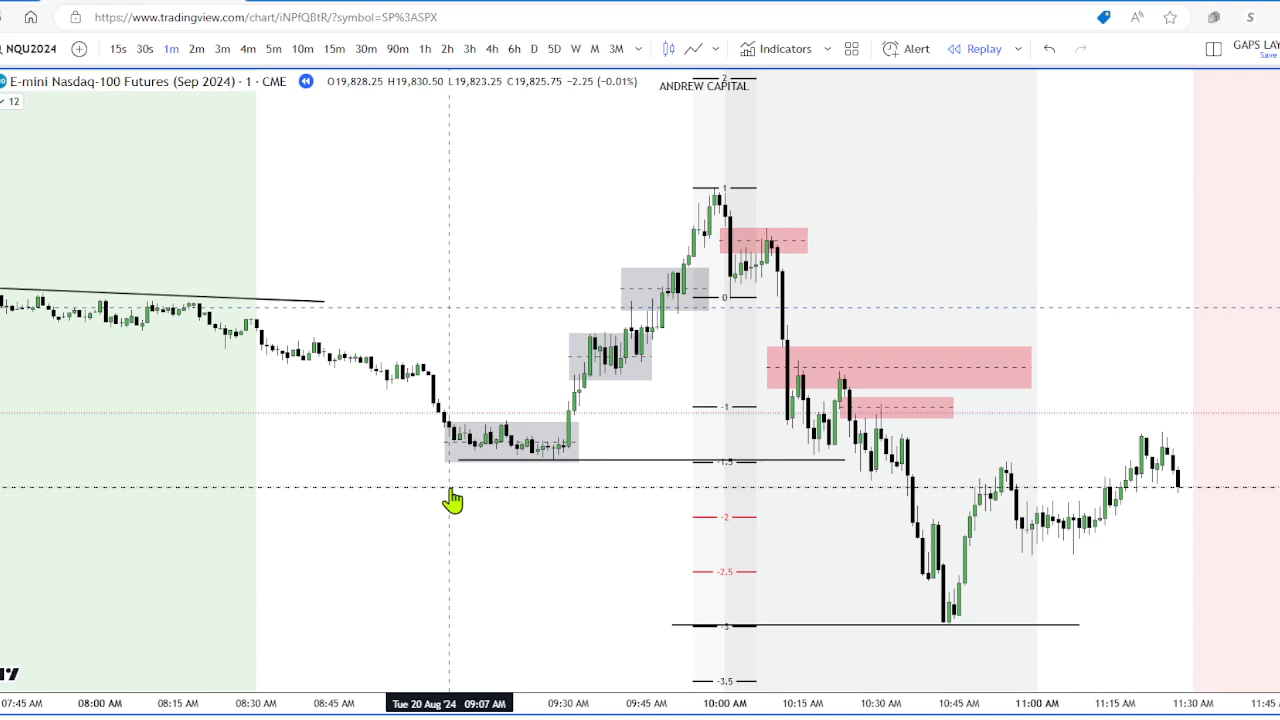 https://www.tradingview.com/chart/iNPfQBtR/?symbol=SP%3ASPX
NQU2024 15s 30s 1m 2m 3m 4m 5m 10m 15m 30m 90m 1h 2h 3h 4h 6h D 5D W M 3M Indicators Alert Replay GAPS LAY
Save
E-mini Nasdaq-100 Futures (Sep 2024) · 1 · CME O19,828.25 H19,830.50 L19,823.25 C19,825.75 −2.25 (−0.01%)
ANDREW CAPITAL
12
2
1
0
-1
-1.5
-2
-2.5
-3
-3.5
07:45 AM 08:00 AM 08:15 AM 08:30 AM 08:45 AM Tue 20 Aug '24 09:07 AM 09:30 AM 09:45 AM 10:00 AM 10:15 AM 10:30 AM 10:45 AM 11:00 AM 11:15 AM 11:30 AM 11:45